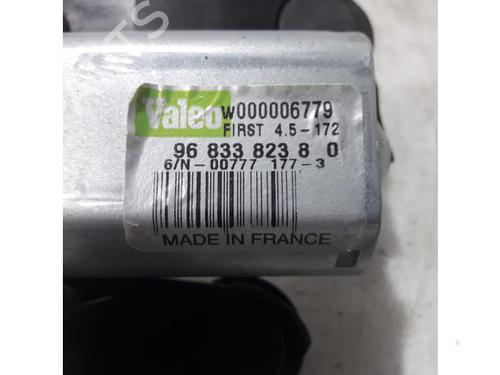 Valeo W000006779
FIRST 4.5-172
96 833 823 8 0
6/N-00777 177-3
MADE IN FRANCE